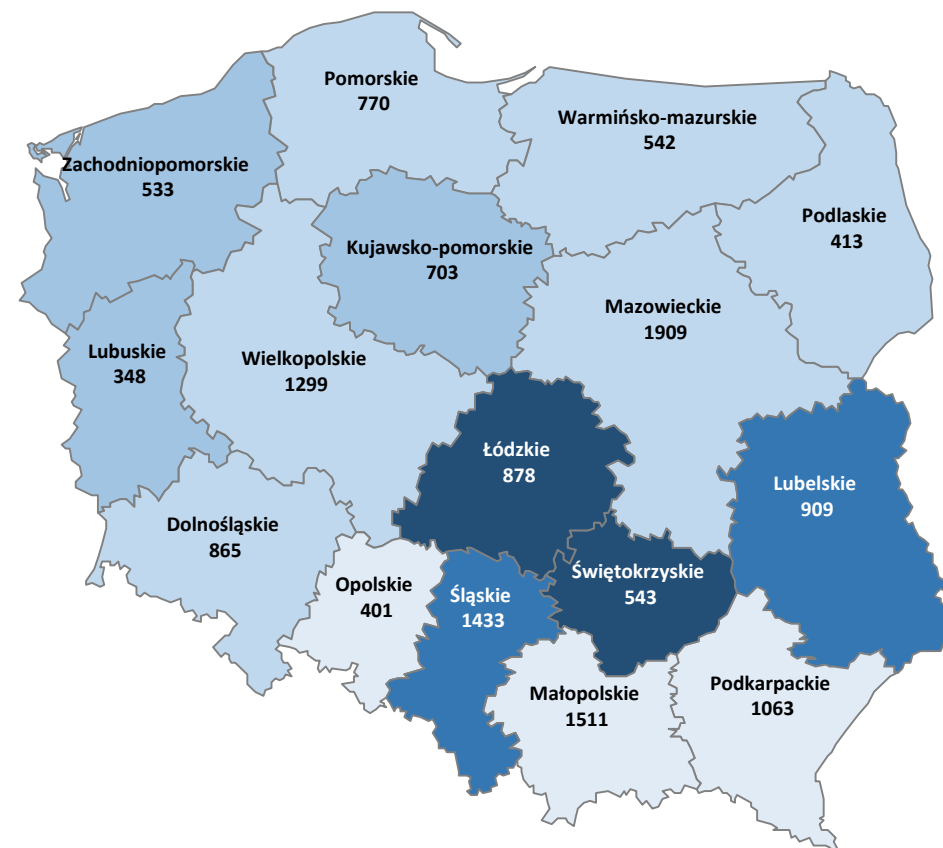 Pomorskie
770
Warmińsko-mazurskie
542
Zachodniopomorskie
533
Podlaskie
413
Kujawsko-pomorskie
703
Mazowieckie
1909
Lubuskie
348
Wielkopolskie
1299
Łódzkie
878
Lubelskie
909
Dolnośląskie
865
Opolskie
401
Śląskie
1433
Świętokrzyskie
543
Małopolskie
1511
Podkarpackie
1063